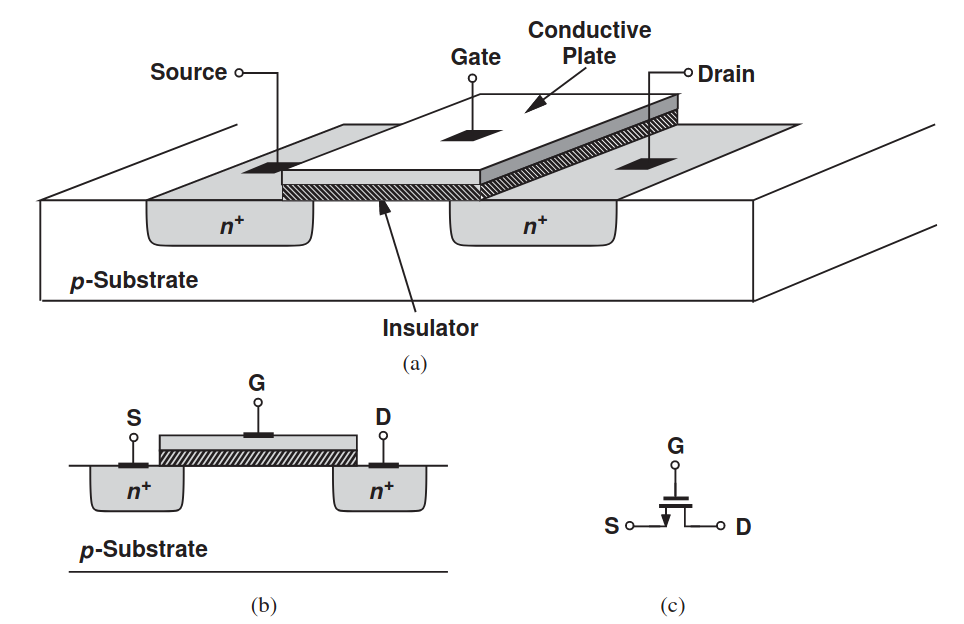 Conductive
Plate
Gate
Source
Drain
n+
n+
p-Substrate
Insulator
(a)
G
S
D
n+
n+
p-Substrate
(b)
G
S
D
(c)